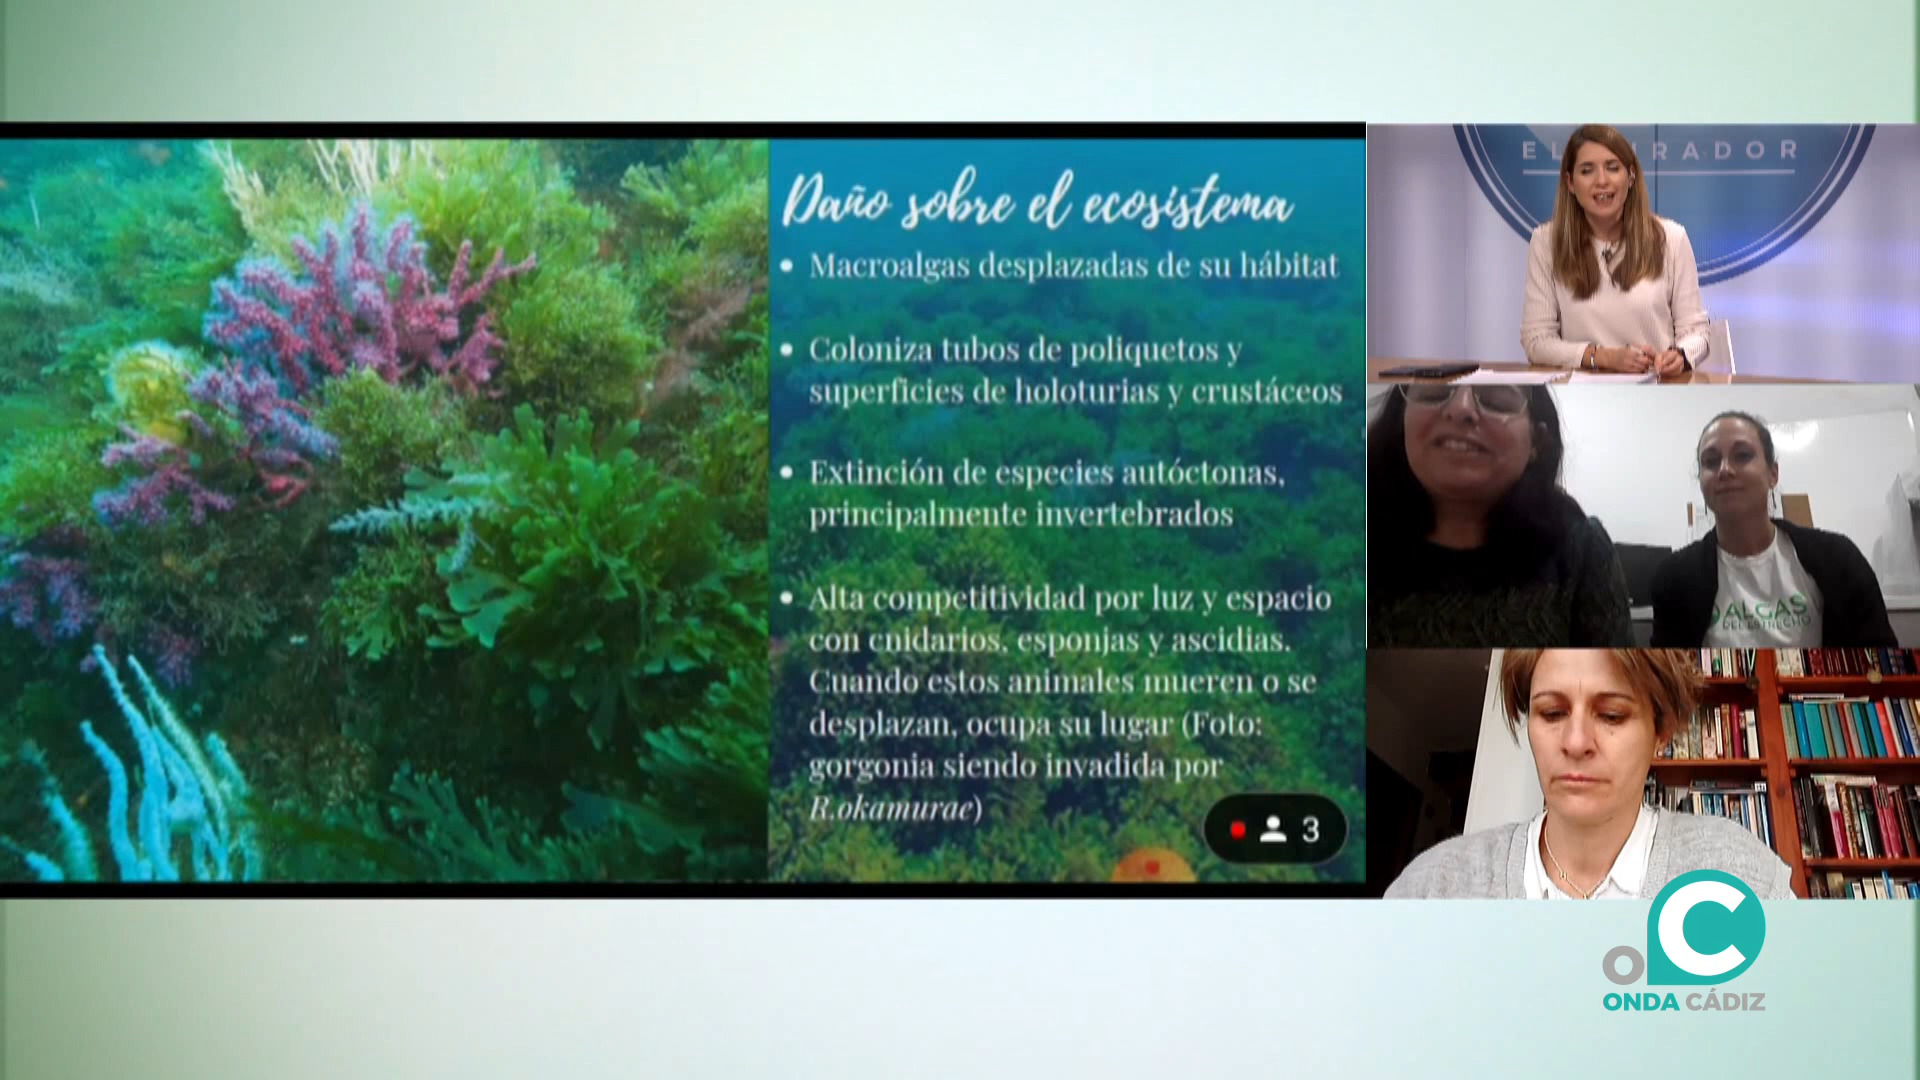 Daño sobre el ecosistema
• Macroalgas desplazadas de su hábitat
• Coloniza tubos de poliquetos y
superficies de holoturias y crustáceos
• Extinción de especies autóctonas,
principalmente invertebrados
• Alta competitividad por luz y espacio
con cnidarios, esponjas y ascidias.
Cuando estos animales mueren o se
desplazan, ocupa su lugar (Foto:
gorgonia siendo invadida por
R.okamurae)
3
ALGAS
DEL ESTRECHO
ONDA CÁDIZ